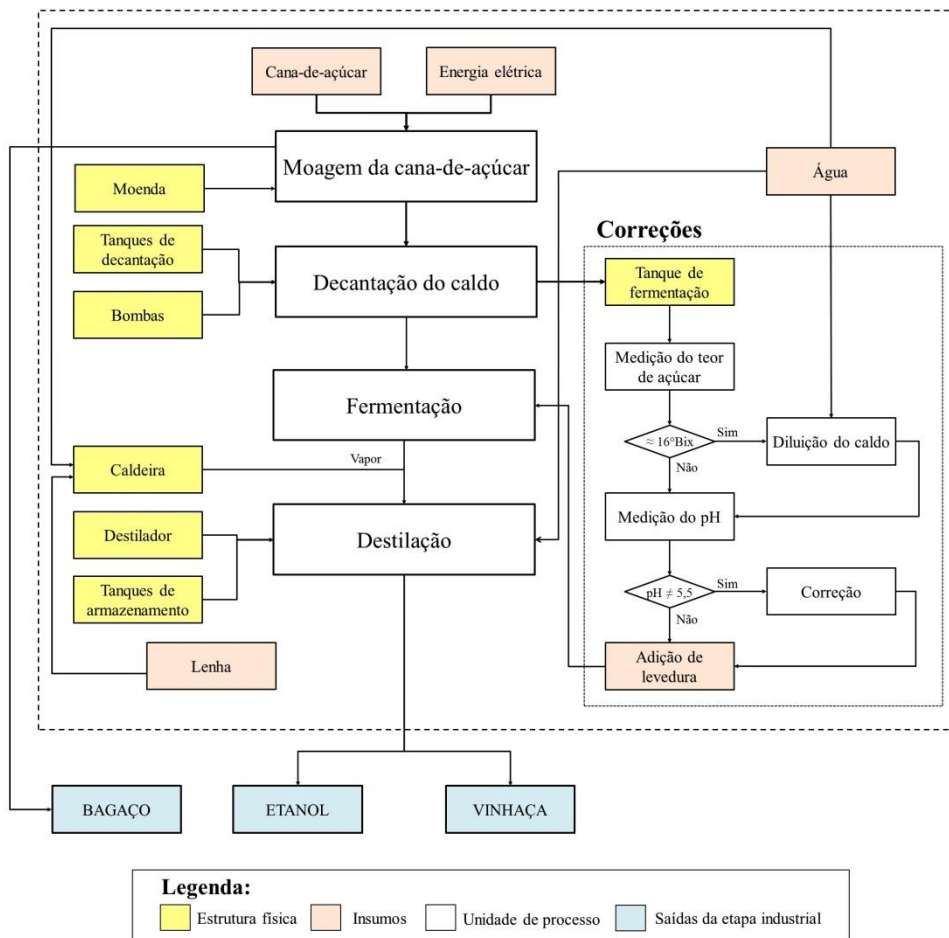 Cana-de-açúcar
Energia elétrica
Moagem da cana-de-açúcar
Água
Moenda
Correções
Tanques de
decantação
Decantação do caldo
Tanque de
fermentação
Bombas
Medição do teor
de açúcar
Fermentação
≈ 16°Bix
Sim
Diluição do caldo
Não
Vapor
Caldeira
Medição do pH
Destilador
Destilação
Tanques de
armazenamento
pH ≠ 5,5
Sim
Correção
Não
Lenha
Adição de
levedura
BAGAÇO
ETANOL
VINHAÇA
Legenda:
Estrutura física
Insumos
Unidade de processo
Saídas da etapa industrial